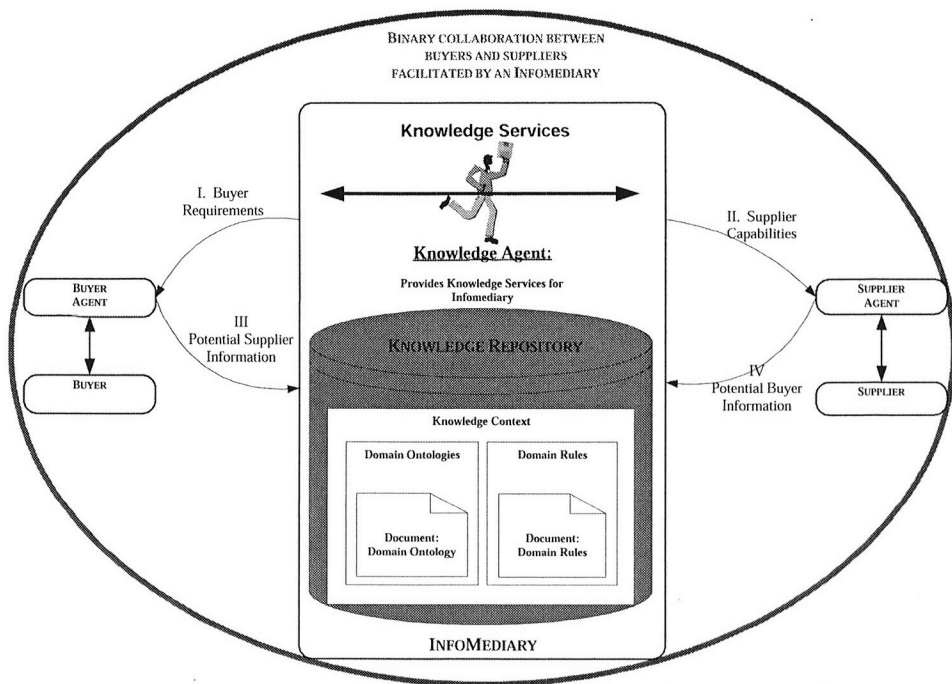 BINARY COLLABORATION BETWEEN
BUYERS AND SUPPLIERS
FACILITATED BY AN INFOMEDIARY
Knowledge Services
I. Buyer
Requirements
II. Supplier
Capabilities
Knowledge Agent:
Provides Knowledge Services for
Infomediary
BUYER
AGENT
SUPPLIER
AGENT
III
Potential Supplier
Information
KNOWLEDGE REPOSITORY
IV
Potential Buyer
Information
BUYER
SUPPLIER
Knowledge Context
Domain Ontologies
Domain Rules
Document:
Domain Ontology
Document:
Domain Rules
INFOMEDIARY